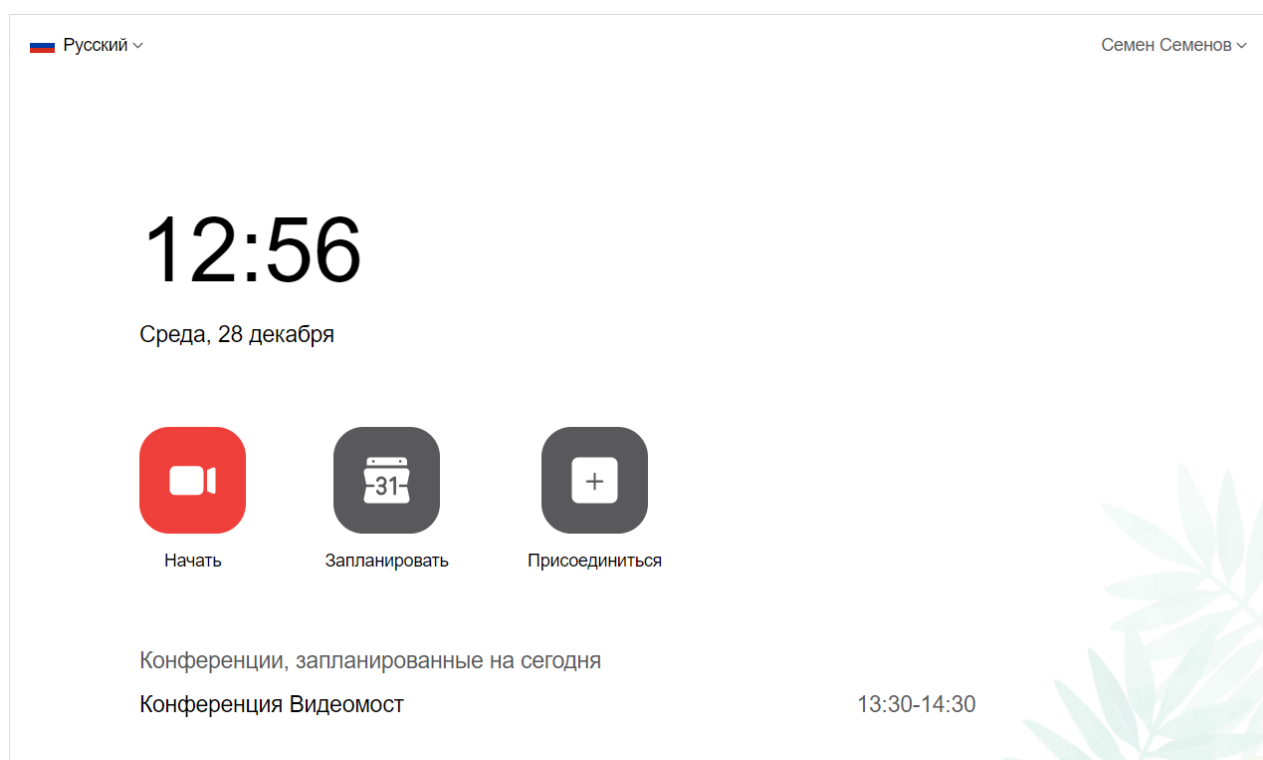 Русский
Семен Семенов
12:56
Среда, 28 декабря
-31-
Начать
Запланировать
Присоединиться
Конференции, запланированные на сегодня
Конференция Видеомост 13:30-14:30